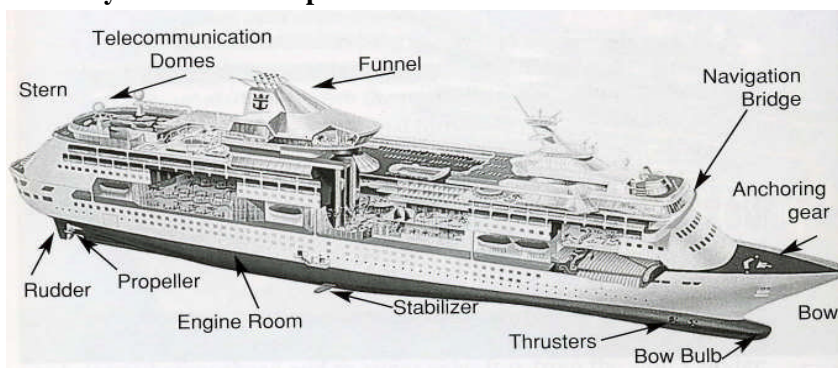 Telecommunication
Domes
Funnel
Stern
Navigation
Bridge
Anchoring
gear
Rudder
Propeller
Engine Room
Stabilizer
Thrusters
Bow
Bow Bulb